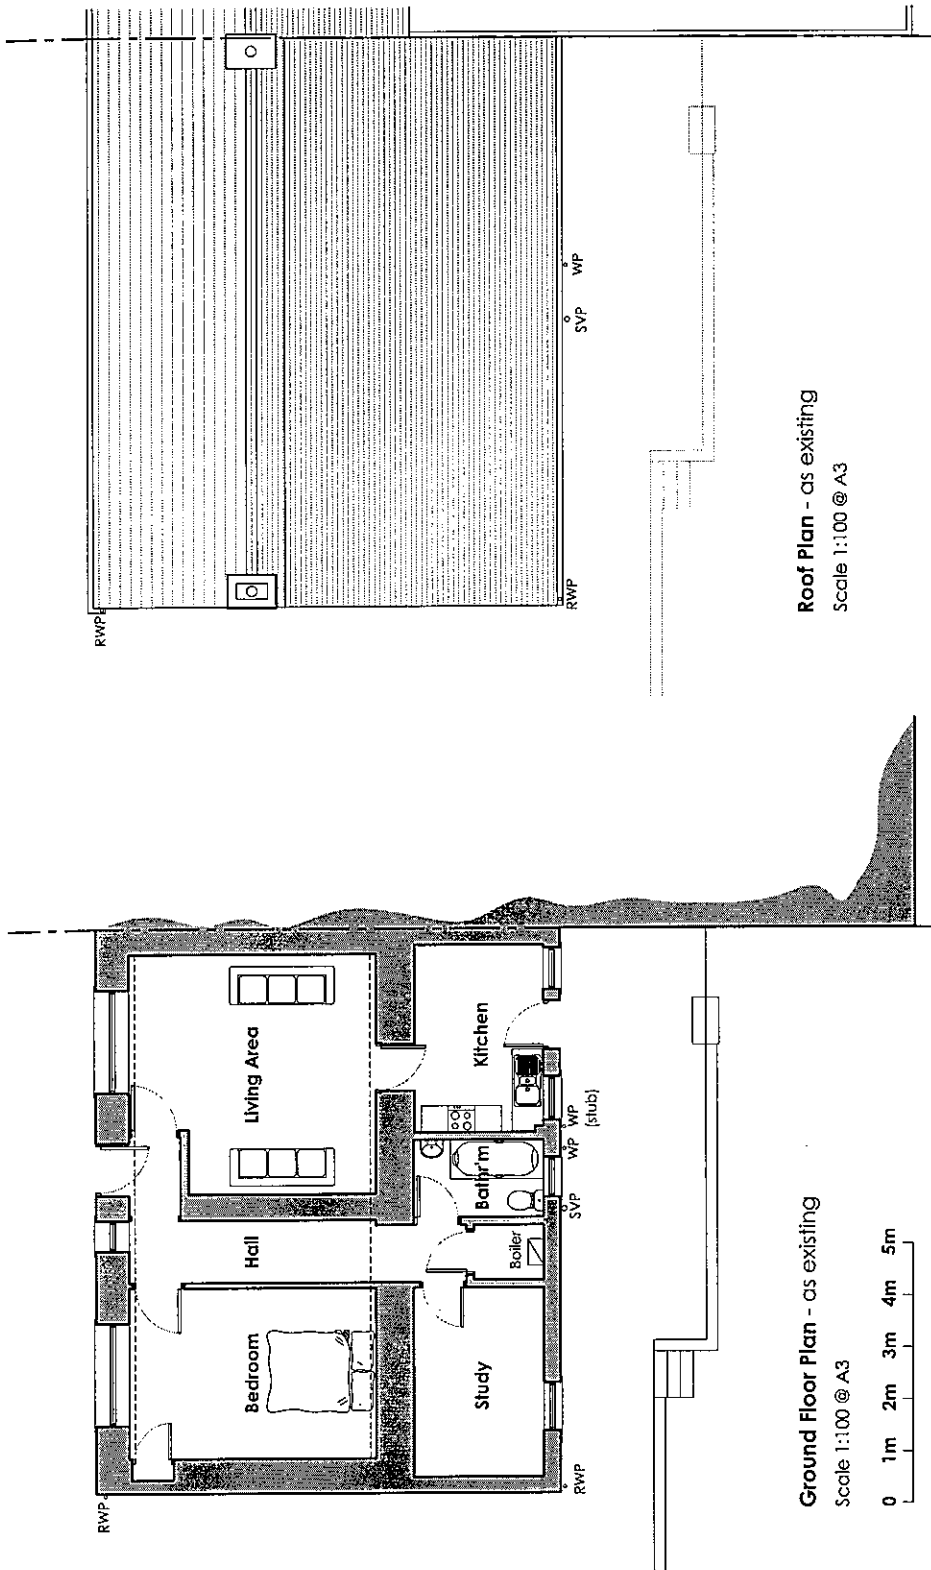 RWP
Living Area
Kitchen
Hall
Bathr'm
Boiler
Bedroom
Study
WP
(stub)
WP
SVP
RWP
Ground Floor Plan - as existing
Scale 1:100 @ A3
0 1m 2m 3m 4m 5m
RWP
RWP
SVP
WP
Roof Plan - as existing
Scale 1:100 @ A3